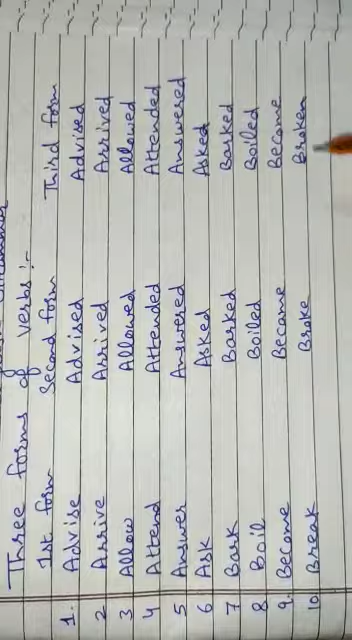 Three forms of verbs :-
1st form Second form Third form
1. Advise Advised Advised
2 Arrive Arrived Arrived
3 Allow Allowed Allowed
4 Attend Attended Attended
5 Answer Answered Answered
6 Ask Asked Asked
7 Bark Barked Barked
8 Boil Boiled Boiled
9. Become Became Become
10. Break Broke Broken